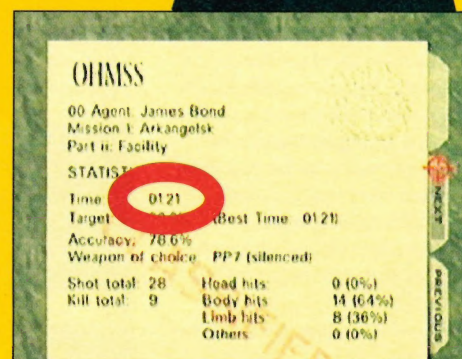 OHMSS
00 Agent: James Bond
Mission 1: Arkangelsk
Part ii: Facility
Time: 01:21
Target: (Best Time: 01:21)
Accuracy: 78.6%
Weapon of choice: PP7 (silenced)
Shot total: 28 Head hits: 0 (0%)
Kill total: 9 Body hits: 14 (64%)
Limb hits: 8 (36%)
Others: 0 (0%)
NEXT
PREVIOUS